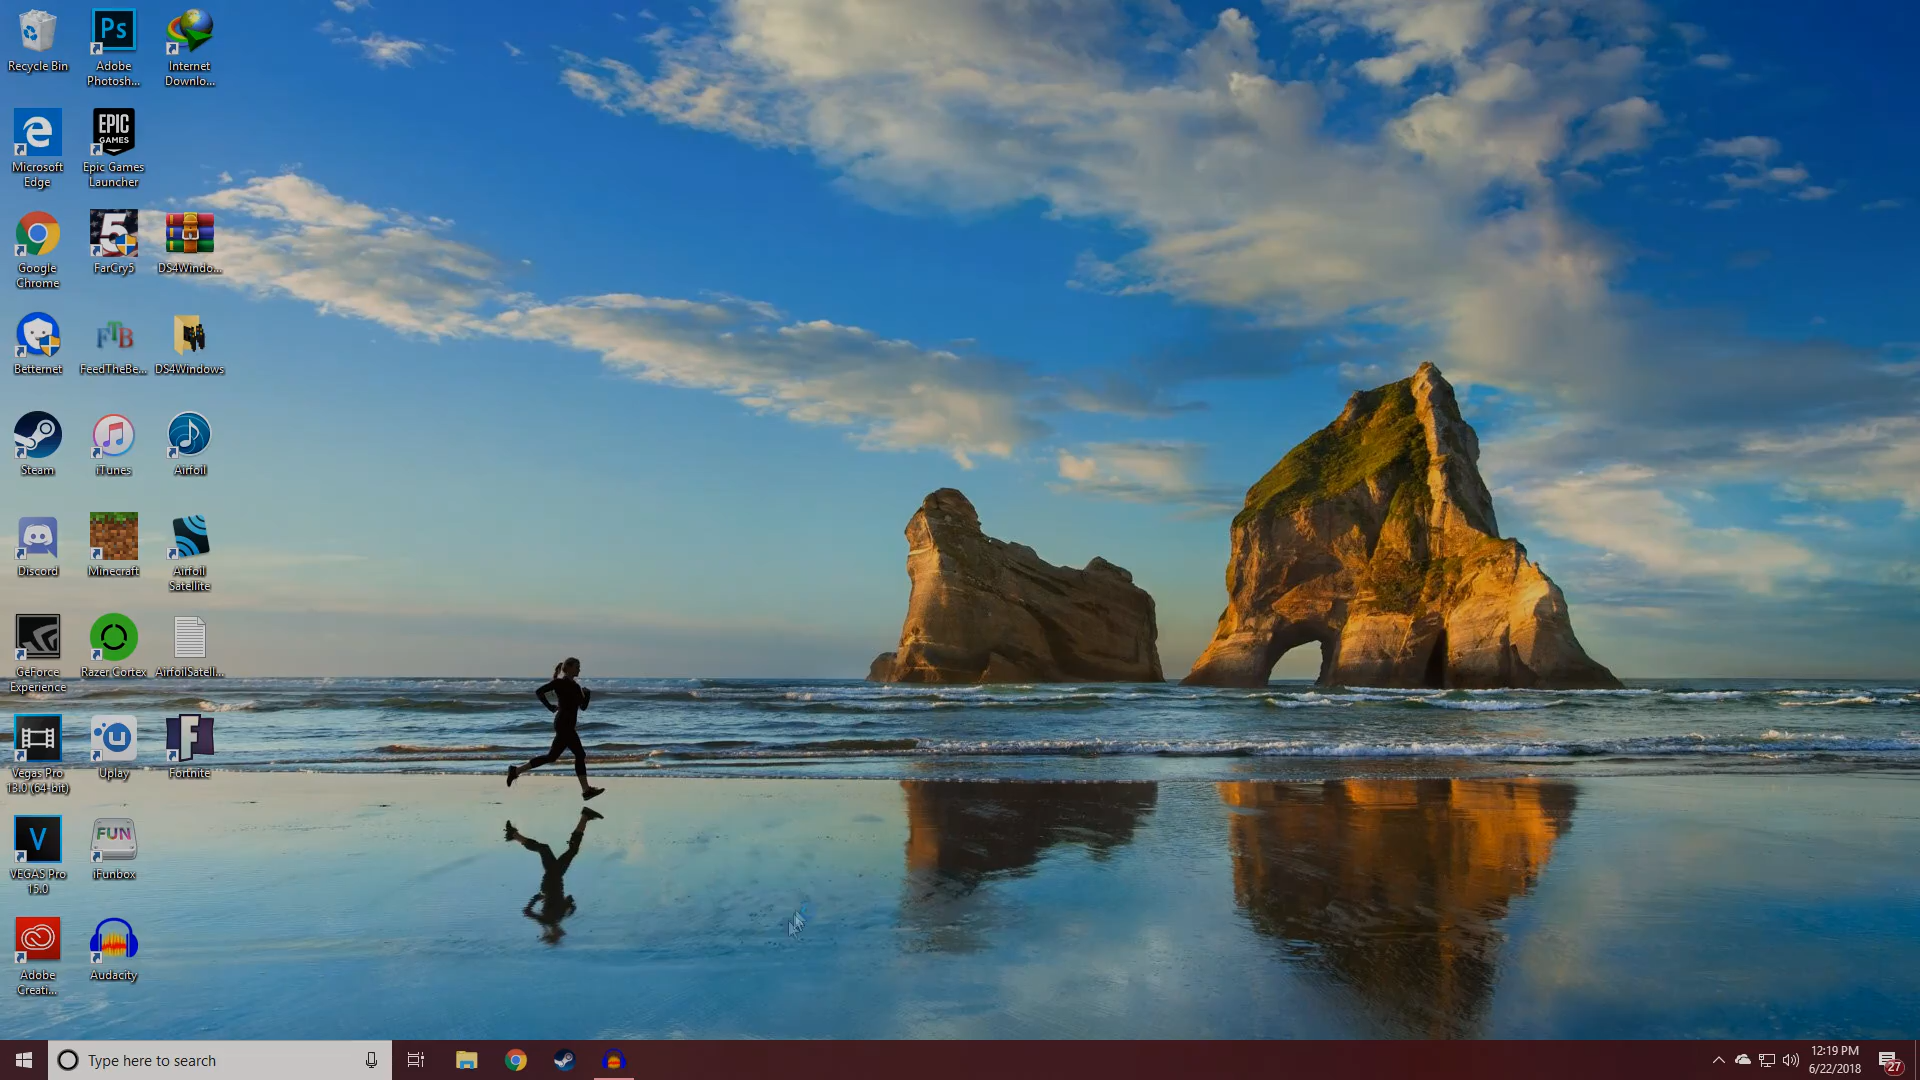 Recycle Bin
Adobe
Photosh...
Ps
Internet
Downlo...
Microsoft
Edge
EPIC
GAMES
Epic Games
Launcher
Google
Chrome
5
FarCry5
DS4Windo...
Betternet
FTB
FeedTheBe...
DS4Windows
Steam
iTunes
Airfoil
Discord
Minecraft
Airfoil
Satellite
GeForce
Experience
Razer Cortex
AirfoilSatell...
Vegas Pro
13.0 (64-bit)
Uplay
F
Fortnite
V
VEGAS Pro
15.0
FUN
iFunbox
Adobe
Creati...
Audacity
Type here to search
12:19 PM
6/22/2018
27